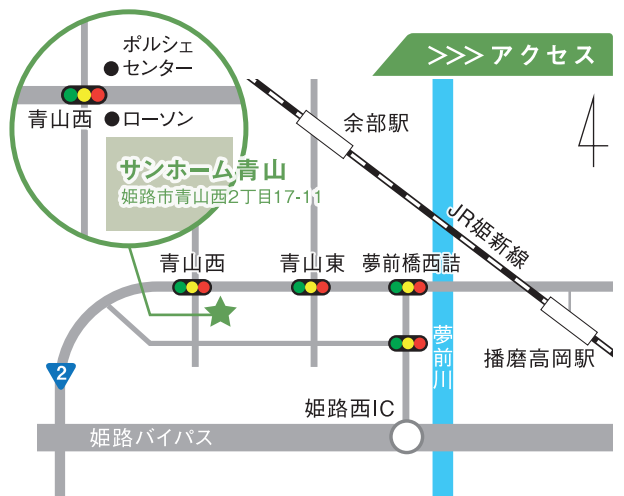 ポルシェ
センター
>>> アクセス
青山西
ローソン
余部駅
サンホーム青山
姫路市青山西2丁目17-11
JR姫新線
青山西
青山東
夢前橋西詰
夢前川
播磨高岡駅
2
姫路西IC
姫路バイパス